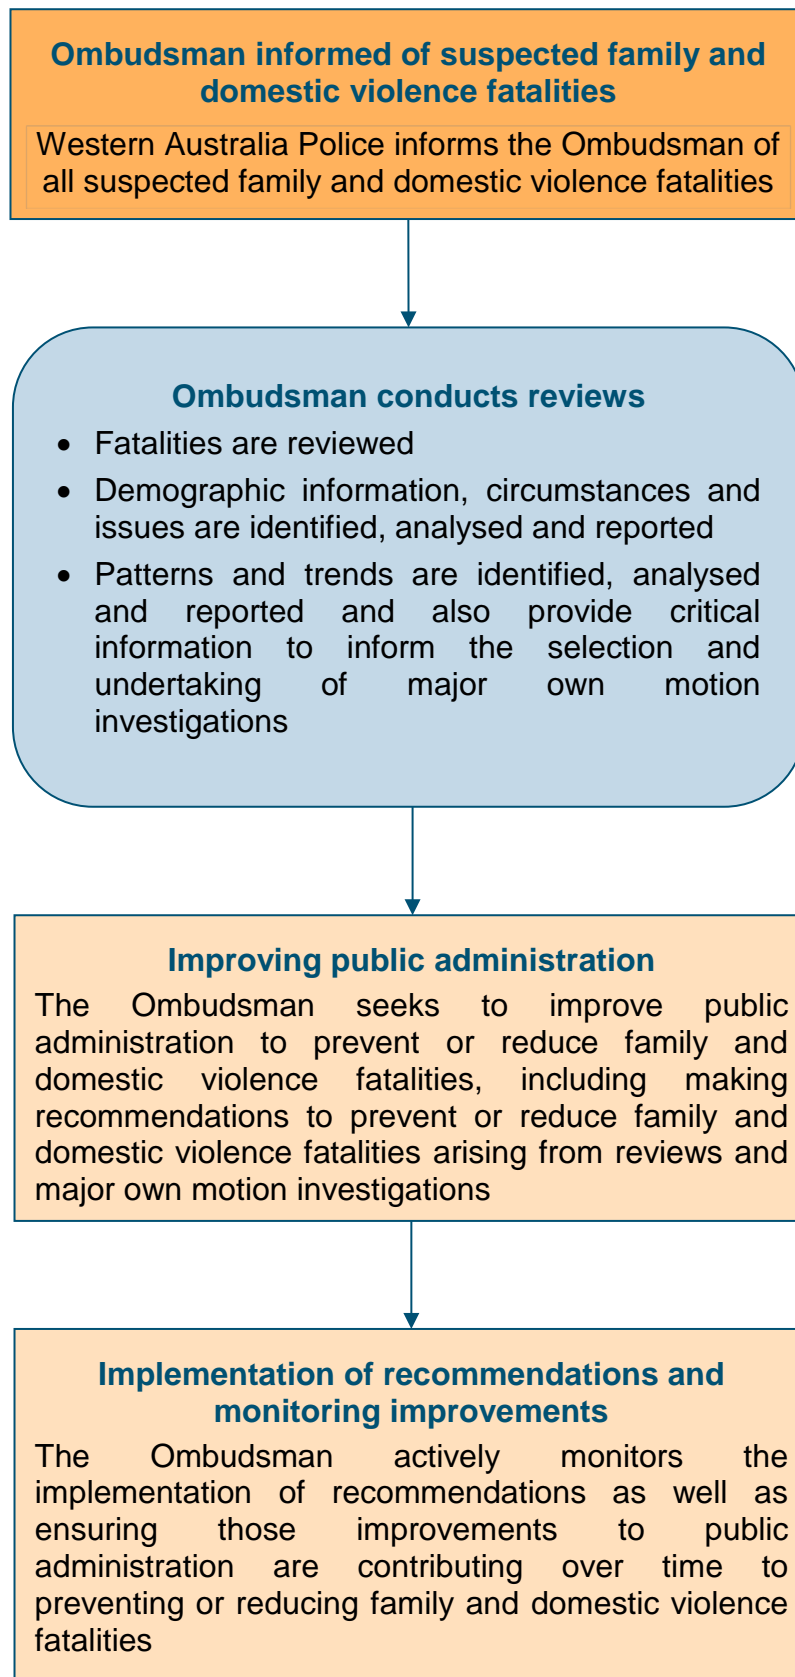 Ombudsman informed of suspected family and
domestic violence fatalities
Western Australia Police informs the Ombudsman of
all suspected family and domestic violence fatalities
Ombudsman conducts reviews
• Fatalities are reviewed
• Demographic information, circumstances and
issues are identified, analysed and reported
• Patterns and trends are identified, analysed
and reported and also provide critical
information to inform the selection and
undertaking of major own motion
investigations
Improving public administration
The Ombudsman seeks to improve public
administration to prevent or reduce family and
domestic violence fatalities, including making
recommendations to prevent or reduce family and
domestic violence fatalities arising from reviews and
major own motion investigations
Implementation of recommendations and
monitoring improvements
The Ombudsman actively monitors the
implementation of recommendations as well as
ensuring those improvements to public
administration are contributing over time to
preventing or reducing family and domestic violence
fatalities